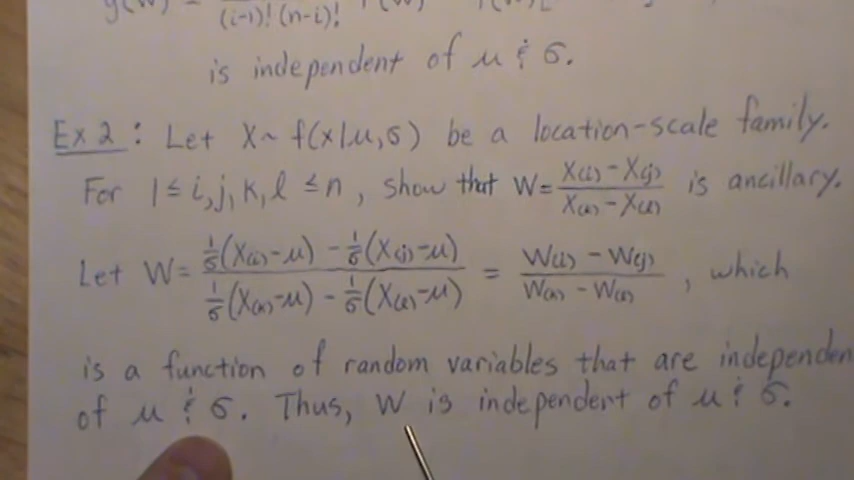 (i-1)! (n-i)!
is independent of μ & σ.
Ex 2: Let X~ f(x|μ,σ) be a location-scale family.
For 1 ≤ i,j,k,l ≤ n, show that W = (X(i) - X(j))/(X(k) - X(l)) is ancillary.
Let W = (1/σ(X(i)-μ) - 1/σ(X(j)-μ))/(1/σ(X(k)-μ) - 1/σ(X(l)-μ)) = (W(i) - W(j))/(W(k) - W(l)), which
is a function of random variables that are independen
of μ & σ. Thus, W is independent of μ & σ.